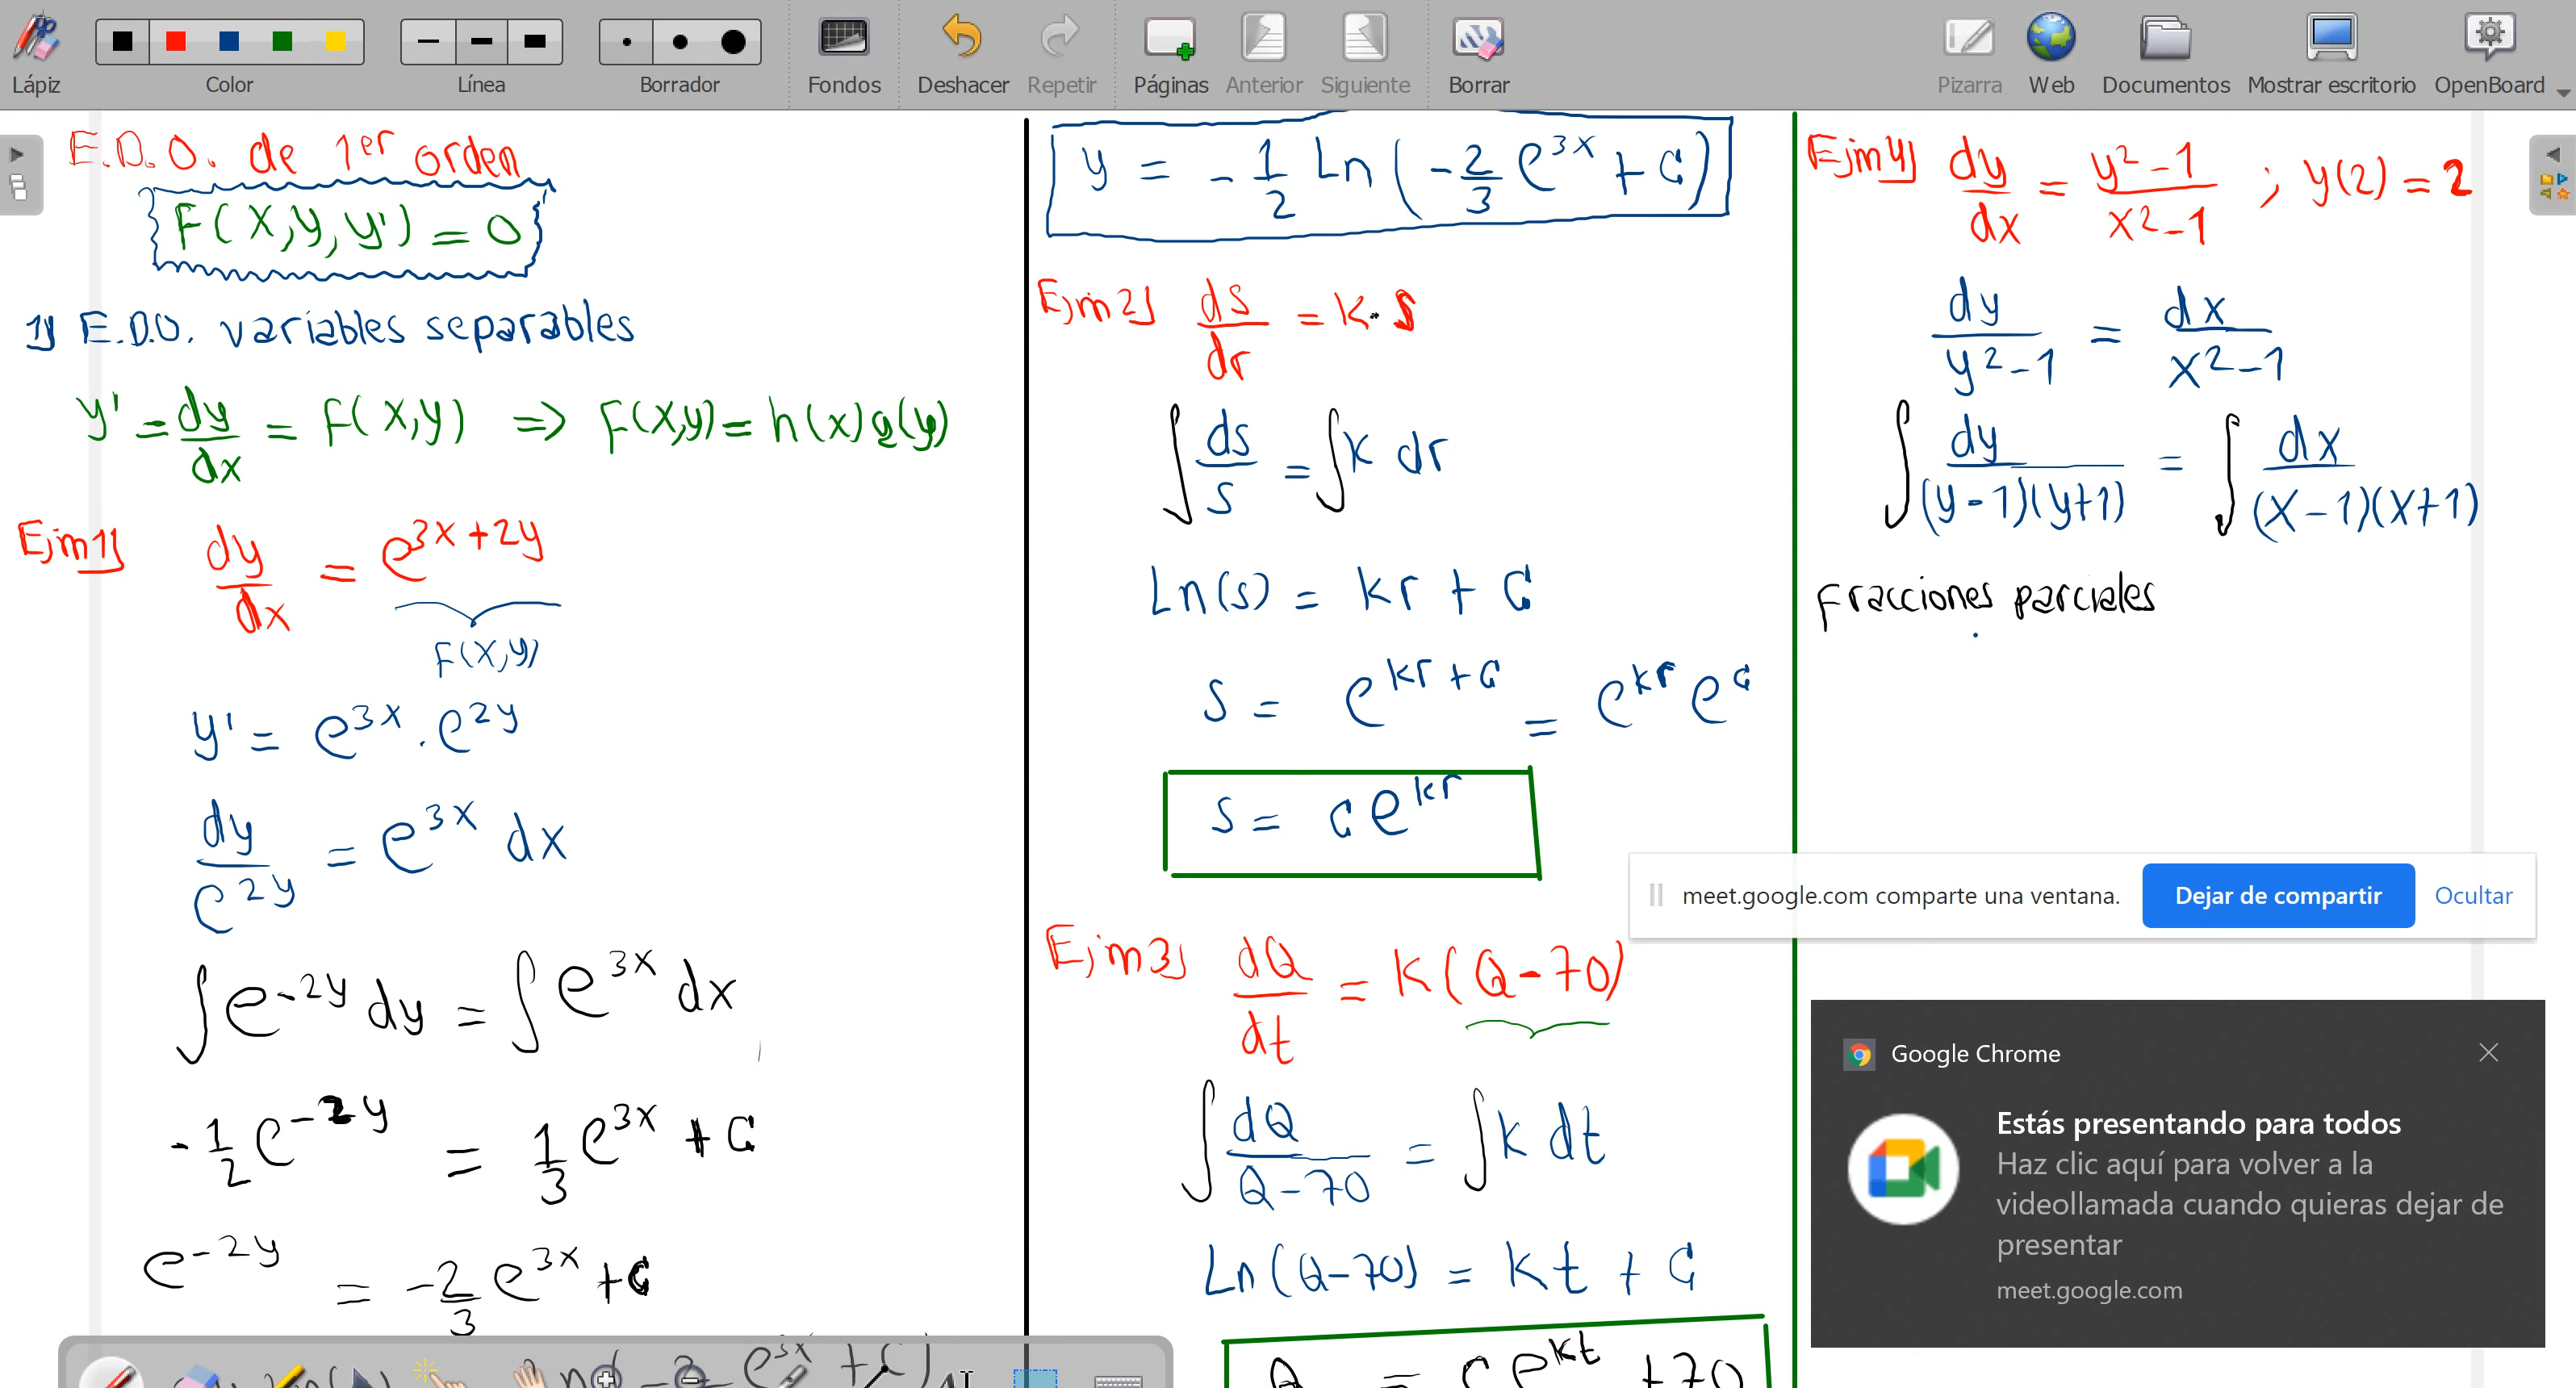 Lápiz
Color
Línea
Borrador
Fondos
Deshacer
Repetir
Páginas
Anterior
Siguiente
Borrar
Pizarra
Web
Documentos
Mostrar escritorio
OpenBoard
E.D.O. de 1er orden
F(x,y,y') = 0
1) E.D.O. variables separables
y' = dy/dx = F(x,y) => F(x,y) = h(x)g(y)
Ejm1) dy/dx = e^(3x+2y)
F(x,y)
y' = e^(3x) . e^(2y)
dy/e^(2y) = e^(3x) dx
∫ e^(-2y) dy = ∫ e^(3x) dx
-1/2 e^(-2y) = 1/3 e^(3x) + C
e^(-2y) = -2/3 e^(3x) + C
y = -1/2 Ln(-2/3 e^(3x) + C)
Ejm2) ds/dr = k.s
∫ ds/s = ∫ k dr
Ln(s) = kr + C
s = e^(kr+C) = e^(kr) e^C
s = C e^(kr)
Ejm3) dQ/dt = k(Q-70)
∫ dQ/(Q-70) = ∫ k dt
Ln(Q-70) = kt + C
Q = C e^(kt) + 70
Ejm4) dy/dx = (y²-1)/(x²-1) ; y(2) = 2
dy/(y²-1) = dx/(x²-1)
∫ dy/((y-1)(y+1)) = ∫ dx/((x-1)(x+1))
Fracciones parciales
meet.google.com comparte una ventana.
Dejar de compartir
Ocultar
Google Chrome
Estás presentando para todos
Haz clic aquí para volver a la
videollamada cuando quieras dejar de
presentar
meet.google.com